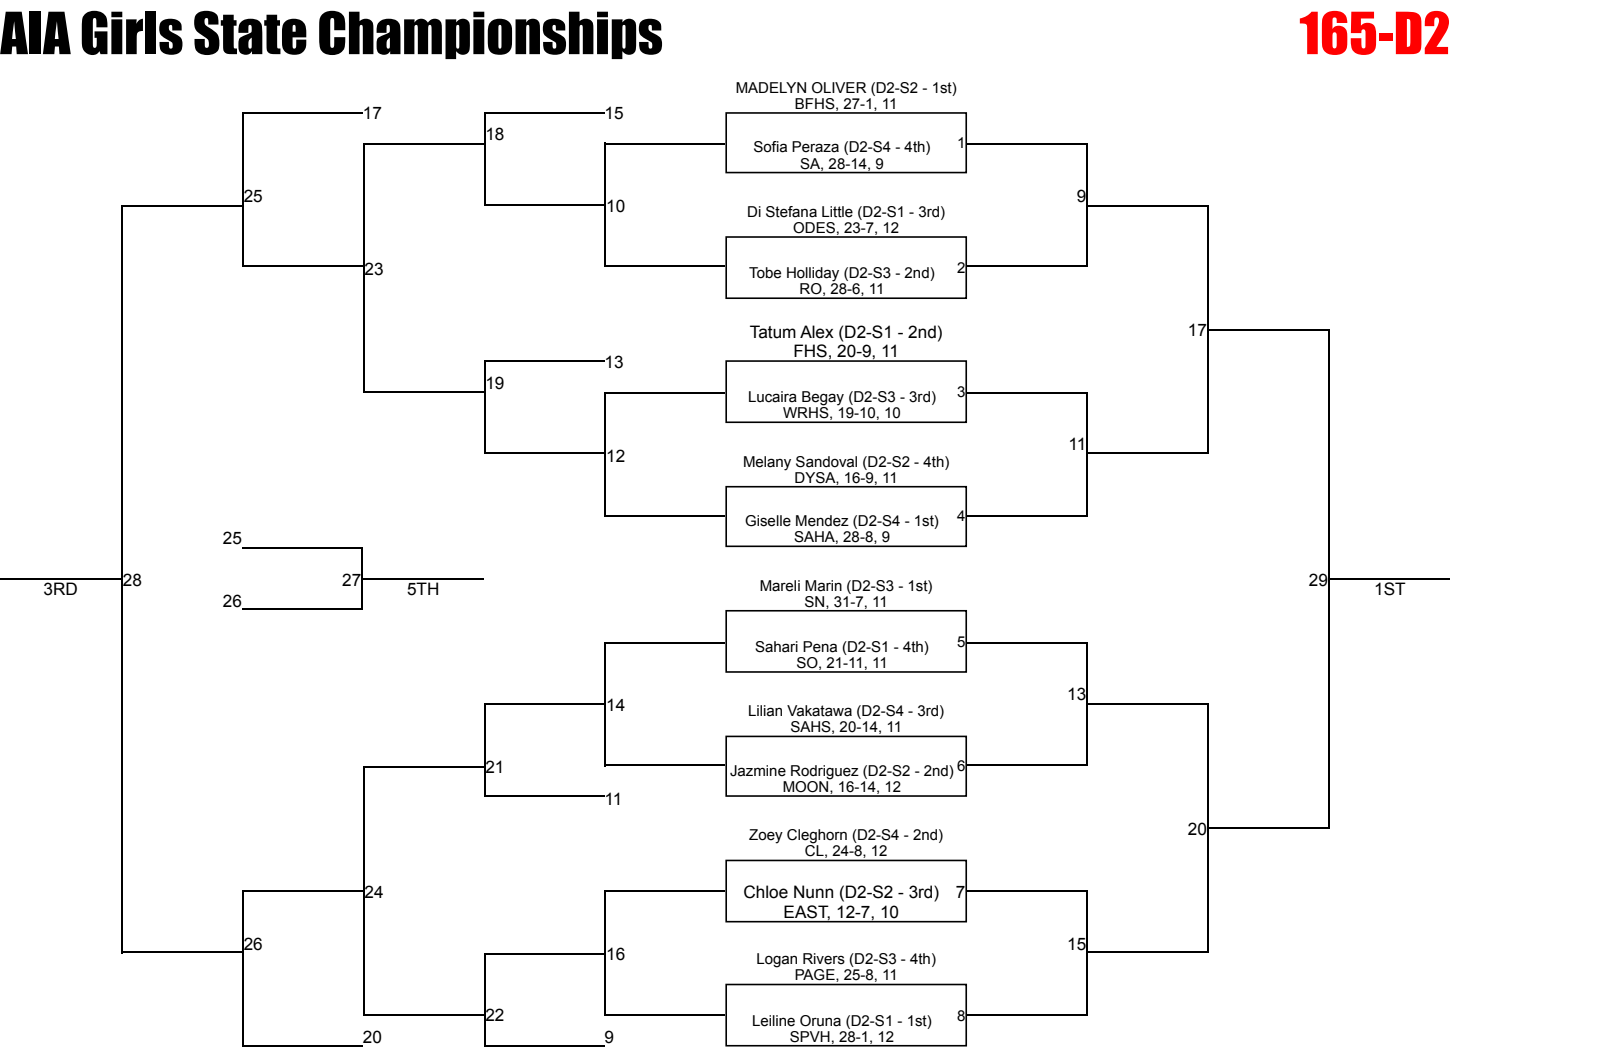 AIA Girls State Championships
165-D2
MADELYN OLIVER (D2-S2 - 1st)
BFHS, 27-1, 11
17
15
18
Sofia Peraza (D2-S4 - 4th)
1
SA, 28-14, 9
25
10
9
Di Stefana Little (D2-S1 - 3rd)
ODES, 23-7, 12
23
Tobe Holliday (D2-S3 - 2nd)
2
RO, 28-6, 11
Tatum Alex (D2-S1 - 2nd)
17
FHS, 20-9, 11
13
19
Lucaira Begay (D2-S3 - 3rd)
3
WRHS, 19-10, 10
11
12
Melany Sandoval (D2-S2 - 4th)
DYSA, 16-9, 11
Giselle Mendez (D2-S4 - 1st)
4
SAHA, 28-8, 9
25
28
27
29
3RD
5TH
1ST
26
Mareli Marin (D2-S3 - 1st)
SN, 31-7, 11
Sahari Pena (D2-S1 - 4th)
5
SO, 21-11, 11
13
14
Lilian Vakatawa (D2-S4 - 3rd)
SAHS, 20-14, 11
21
Jazmine Rodriguez (D2-S2 - 2nd)
6
MOON, 16-14, 12
11
20
Zoey Cleghorn (D2-S4 - 2nd)
CL, 24-8, 12
24
Chloe Nunn (D2-S2 - 3rd)
7
EAST, 12-7, 10
26
16
15
Logan Rivers (D2-S3 - 4th)
PAGE, 25-8, 11
22
Leiline Oruna (D2-S1 - 1st)
8
SPVH, 28-1, 12
20
9